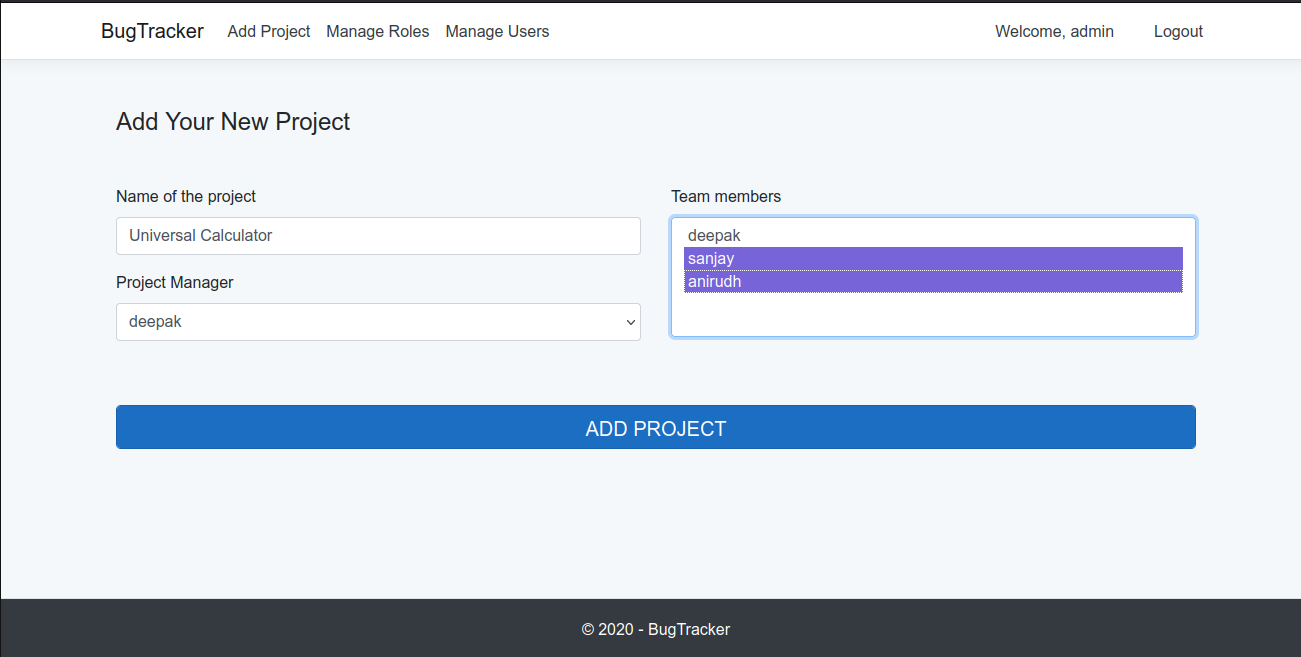 BugTracker Add Project Manage Roles Manage Users Welcome, admin Logout
Add Your New Project
Name of the project
Universal Calculator
Project Manager
deepak
Team members
deepak
sanjay
anirudh
ADD PROJECT
© 2020 - BugTracker